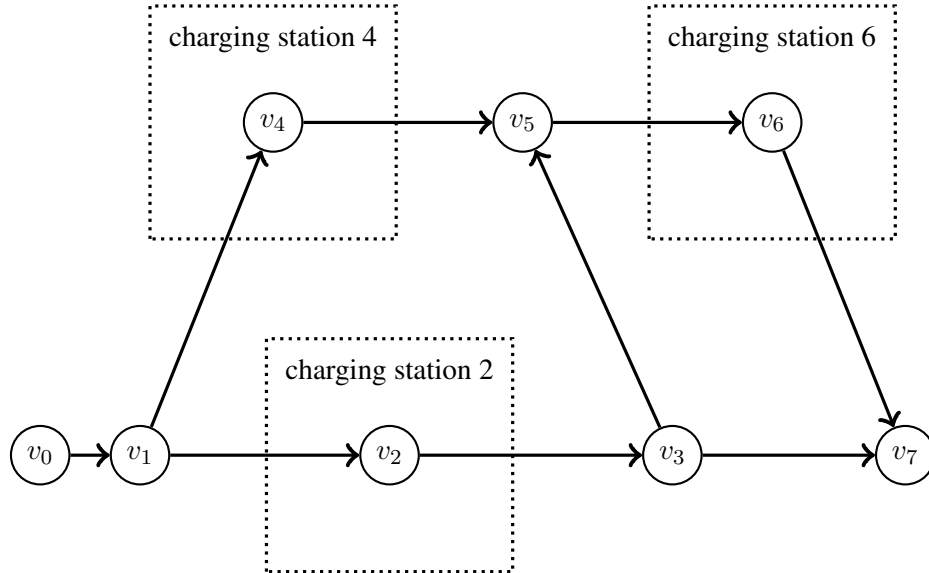 charging station 4
charging station 6
v4
v5
v6
charging station 2
v0
v1
v2
v3
v7